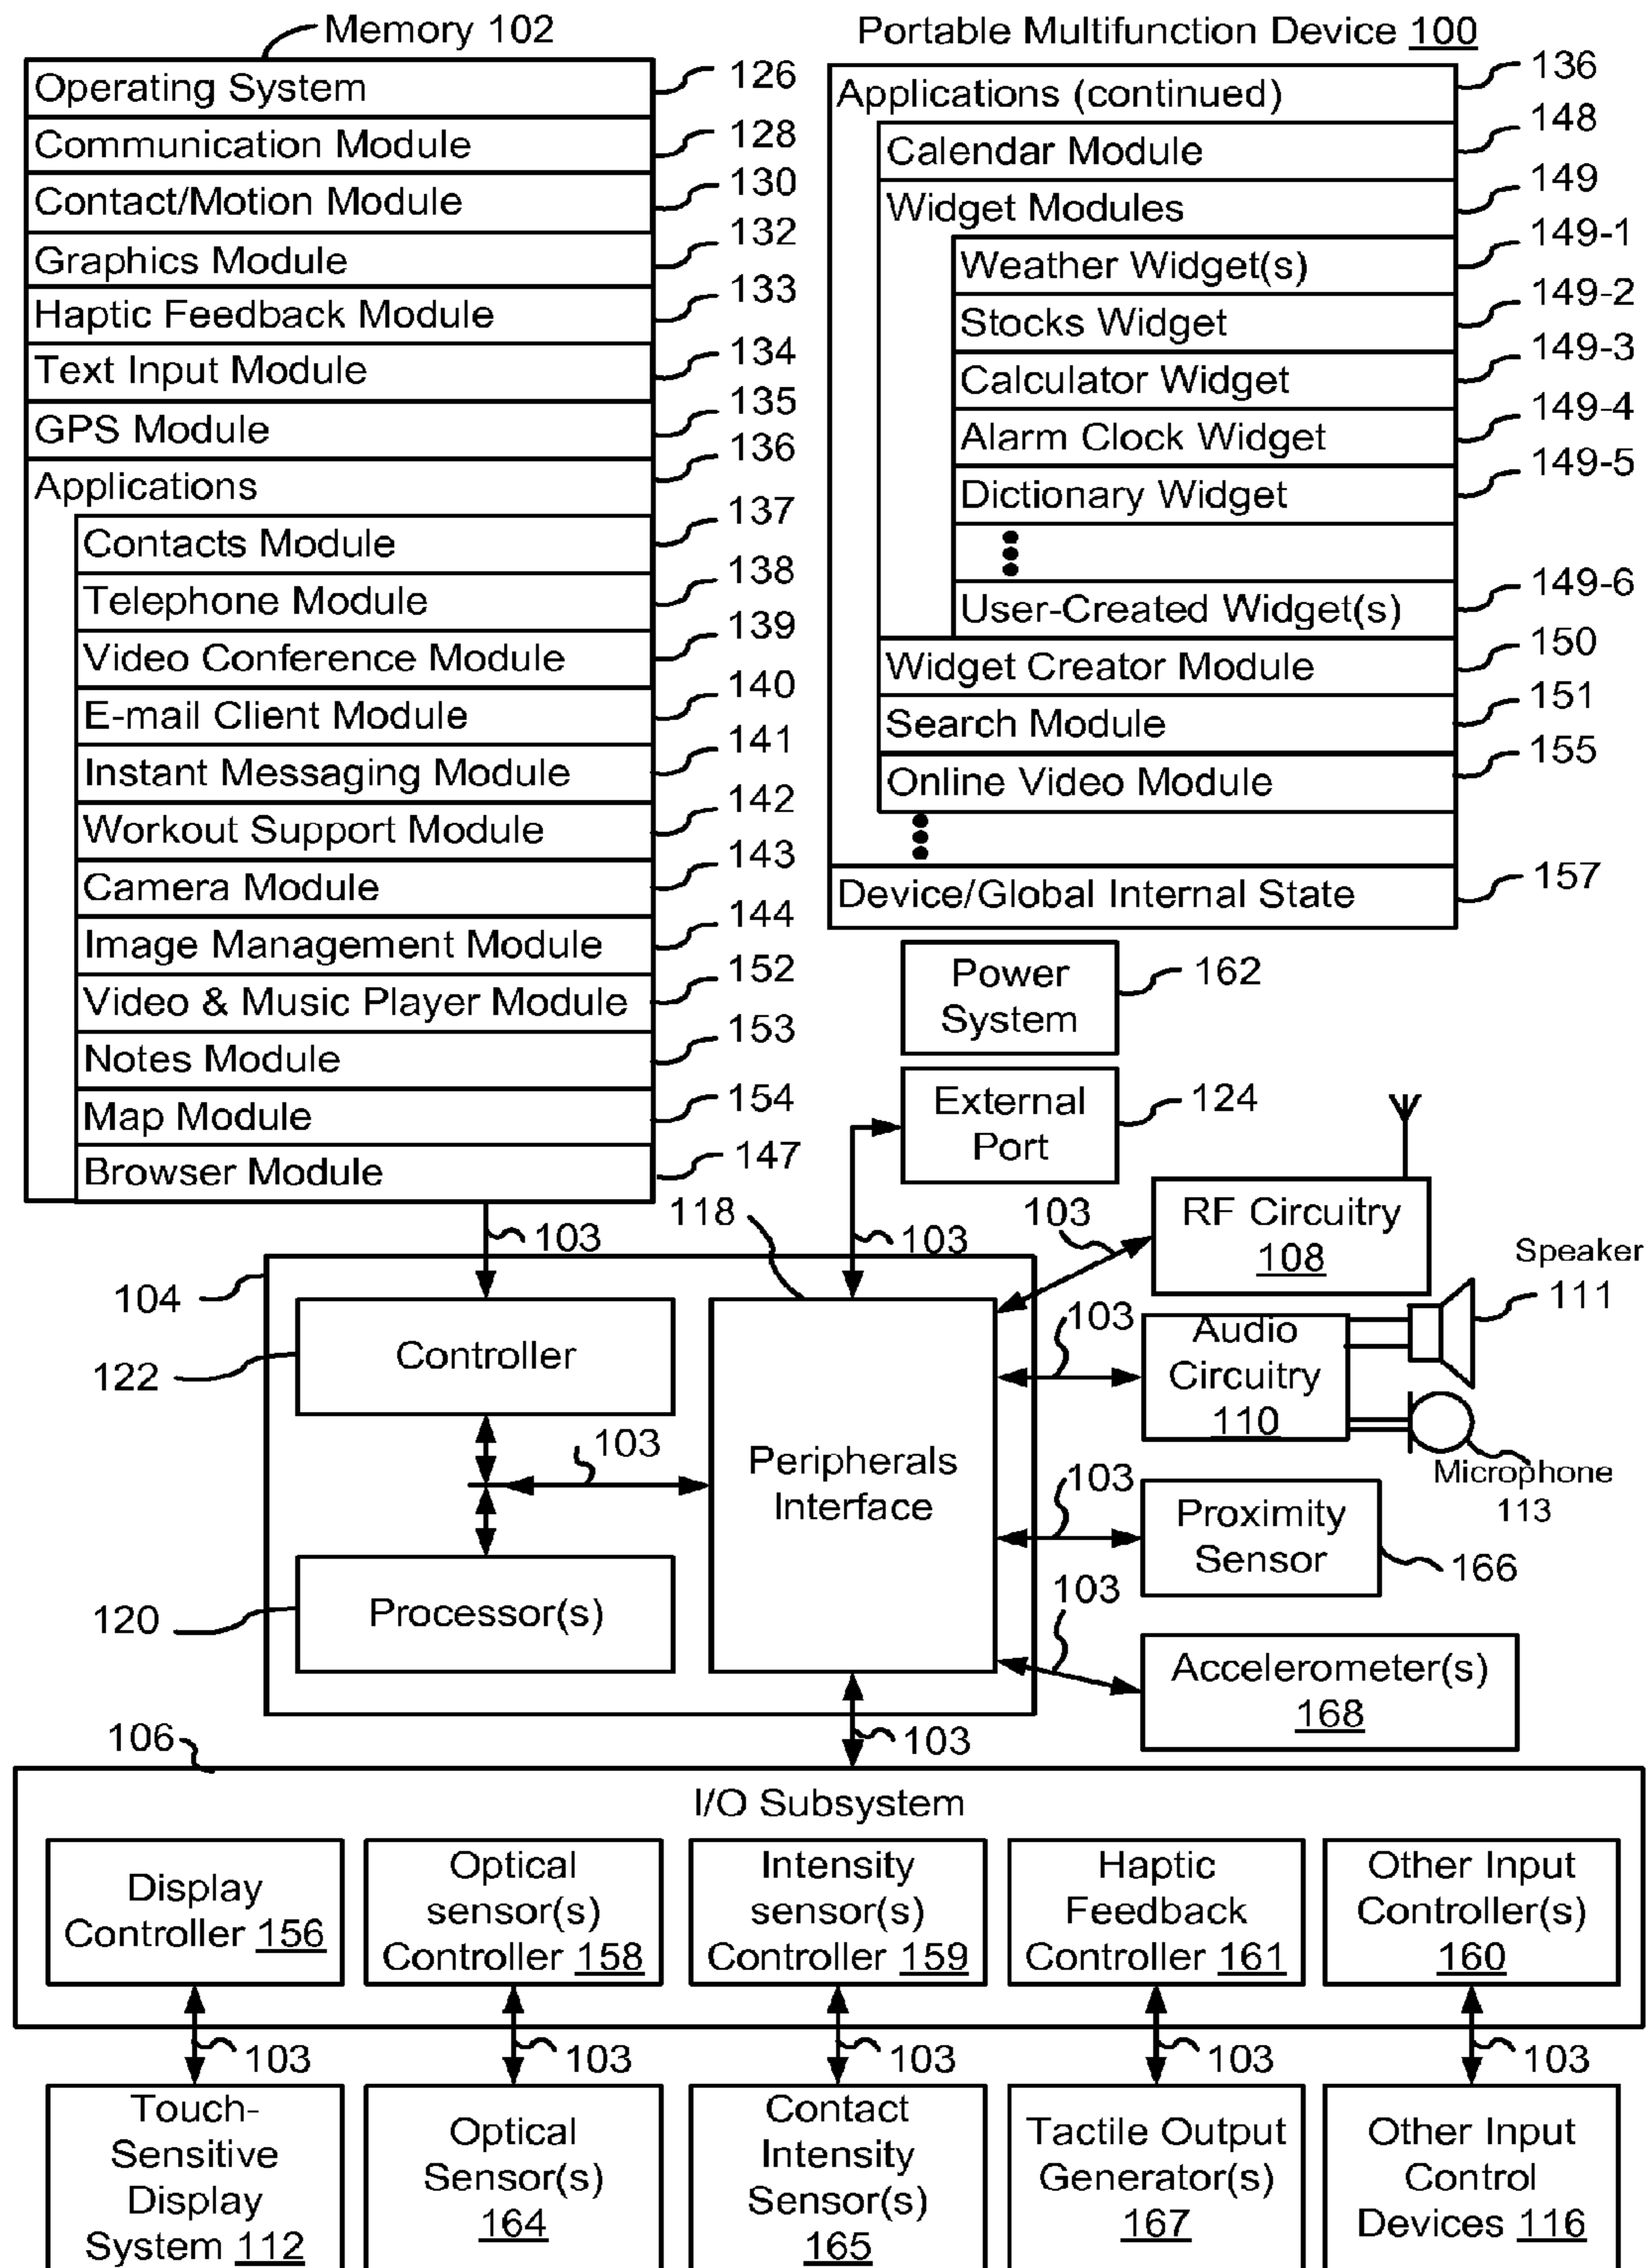 Memory 102
Operating System
126
Communication Module
128
Contact/Motion Module
130
Graphics Module
132
Haptic Feedback Module
133
Text Input Module
134
GPS Module
135
Applications
136
Contacts Module
137
Telephone Module
138
Video Conference Module
139
E-mail Client Module
140
Instant Messaging Module
141
Workout Support Module
142
Camera Module
143
Image Management Module
144
Video & Music Player Module
152
Notes Module
153
Map Module
154
Browser Module
147
Portable Multifunction Device 100
Applications (continued)
136
Calendar Module
148
Widget Modules
149
Weather Widget(s)
149-1
Stocks Widget
149-2
Calculator Widget
149-3
Alarm Clock Widget
149-4
Dictionary Widget
149-5
User-Created Widget(s)
149-6
Widget Creator Module
150
Search Module
151
Online Video Module
155
Device/Global Internal State
157
Power
System
162
External
Port
124
103
118
103
103
RF Circuitry
108
Speaker
111
104
Controller
122
103
Audio
Circuitry
110
Microphone
113
103
Peripherals
Interface
103
Proximity
Sensor
166
Processor(s)
120
103
Accelerometer(s)
168
103
106
I/O Subsystem
Display
Controller 156
Optical
sensor(s)
Controller 158
Intensity
sensor(s)
Controller 159
Haptic
Feedback
Controller 161
Other Input
Controller(s)
160
103
103
103
103
103
Touch-
Sensitive
Display
System 112
Optical
Sensor(s)
164
Contact
Intensity
Sensor(s)
165
Tactile Output
Generator(s)
167
Other Input
Control
Devices 116